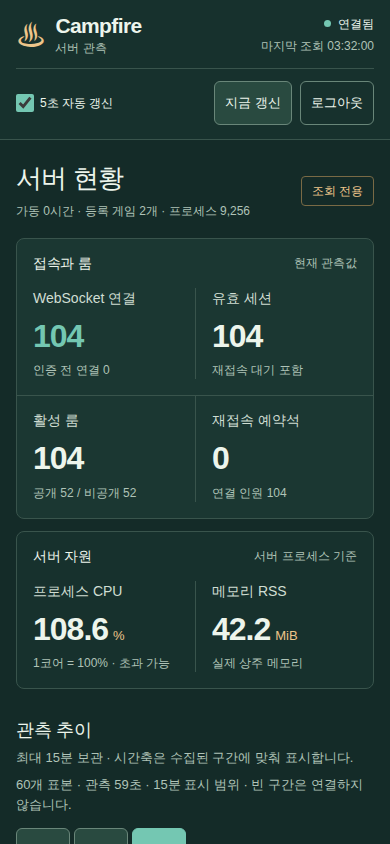 Campfire
서버 관측
연결됨
마지막 조회 03:32:00
5초 자동 갱신
지금 갱신
로그아웃
서버 현황
가동 0시간 · 등록 게임 2개 · 프로세스 9,256
조회 전용
접속과 룸
현재 관측값
WebSocket 연결
104
인증 전 연결 0
유효 세션
104
재접속 대기 포함
활성 룸
104
공개 52 / 비공개 52
재접속 예약석
0
연결 인원 104
서버 자원
서버 프로세스 기준
프로세스 CPU
108.6 %
1코어 = 100% · 초과 가능
메모리 RSS
42.2 MiB
실제 상주 메모리
관측 추이
최대 15분 보관 · 시간축은 수집된 구간에 맞춰 표시합니다.
60개 표본 · 관측 59초 · 15분 표시 범위 · 빈 구간은 연결하지
않습니다.